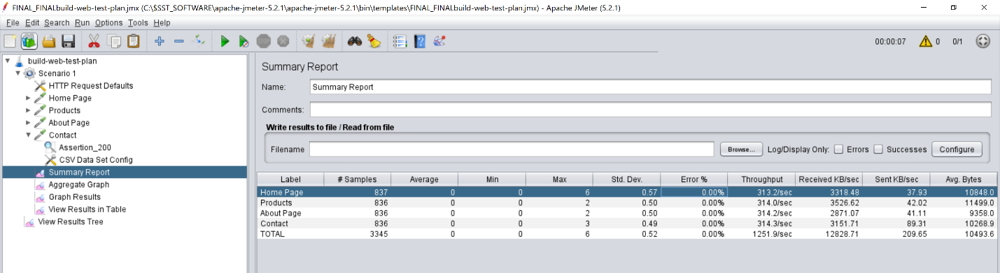 FINAL_FINALbuild-web-test-plan.jmx (C:\$SST_SOFTWARE\apache-jmeter-5.2.1\apache-jmeter-5.2.1\bin\templates\FINAL_FINALbuild-web-test-plan.jmx) - Apache JMeter (5.2.1)
File Edit Search Run Options Tools Help
00:00:07 0 0/1
build-web-test-plan
Scenario 1
HTTP Request Defaults
Home Page
Products
About Page
Contact
Assertion_200
CSV Data Set Config
Summary Report
Aggregate Graph
Graph Results
View Results in Table
View Results Tree
Summary Report
Name: Summary Report
Comments:
Write results to file / Read from file
Filename Browse... Log/Display Only: Errors Successes Configure
Label # Samples Average Min Max Std. Dev. Error % Throughput Received KB/sec Sent KB/sec Avg. Bytes
Home Page 837 0 0 6 0.57 0.00% 313.2/sec 3318.48 37.93 10848.0
Products 836 0 0 2 0.50 0.00% 314.0/sec 3526.62 42.02 11499.0
About Page 836 0 0 2 0.50 0.00% 314.2/sec 2871.07 41.11 9358.0
Contact 836 0 0 3 0.49 0.00% 314.3/sec 3151.71 89.31 10268.9
TOTAL 3345 0 0 6 0.52 0.00% 1251.9/sec 12828.71 209.65 10493.6